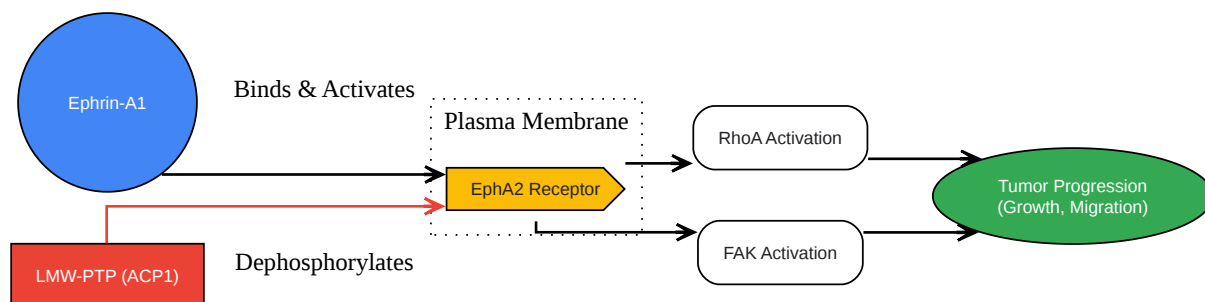 Ephrin-A1
Binds & Activates
Plasma Membrane
RhoA Activation
EphA2 Receptor
Tumor Progression
(Growth, Migration)
FAK Activation
Dephosphorylates
LMW-PTP (ACP1)